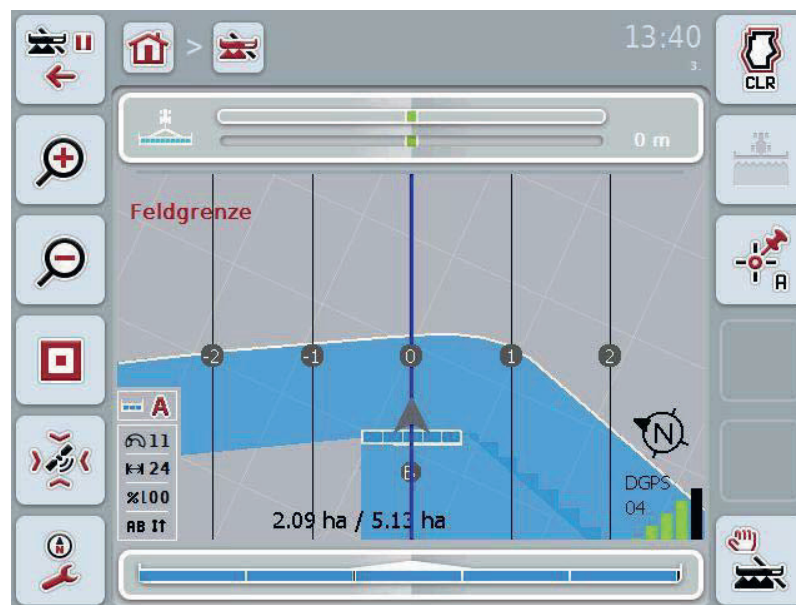 >
13:40
3.
CLR
0 m
Feldgrenze
-2
-1
0
1
2
A
A
11
24
%100
AB
B
N
DGPS
04
2.09 ha / 5.13 ha
N